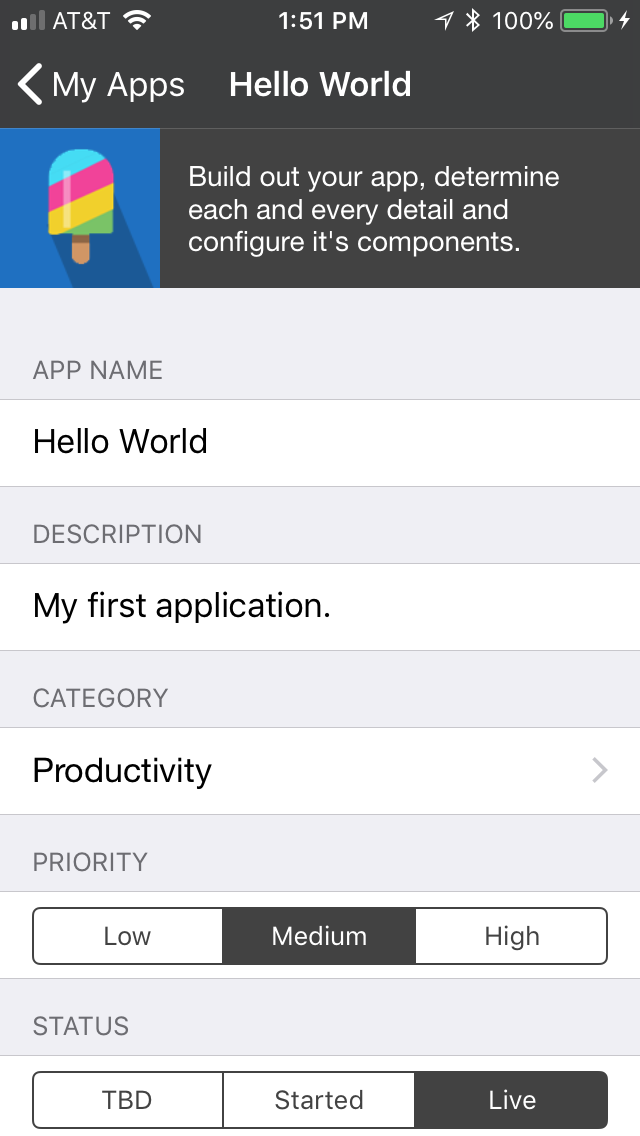 AT&T 1:51 PM 100%
My Apps Hello World
Build out your app, determine
each and every detail and
configure it's components.
APP NAME
Hello World
DESCRIPTION
My first application.
CATEGORY
Productivity
PRIORITY
Low Medium High
STATUS
TBD Started Live